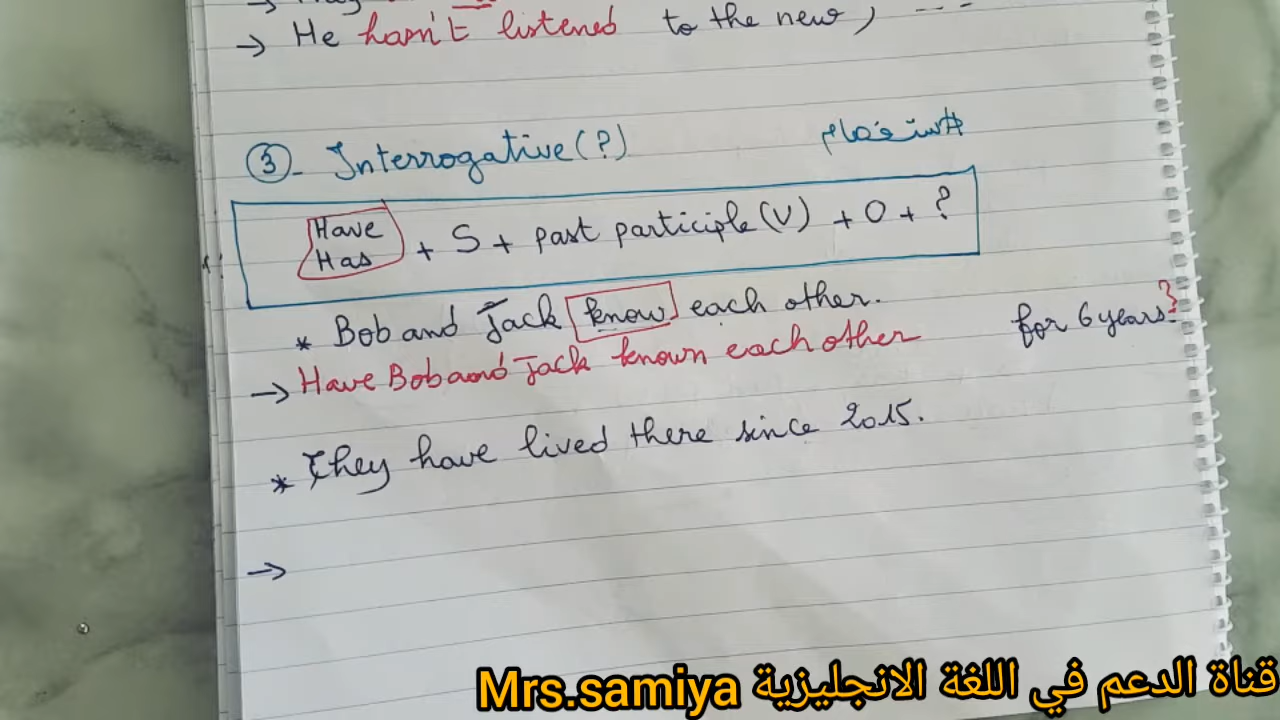 → He hasn't listened to the new, ---
③- Interrogative (?) استفهام
Have
Has + S + past participle (V) + O + ?
* Bob and Jack know each other.
→ Have Bob and Jack known each other for 6 years?
* They have lived there since 2015.
→
Mrs.samiya قناة الدعم في اللغة الانجليزية